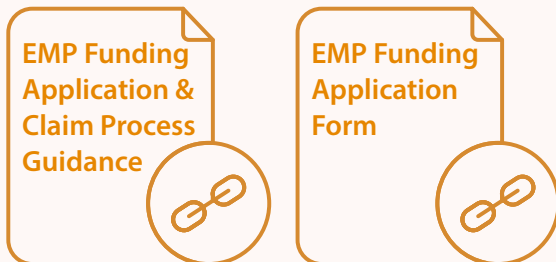 EMP Funding
Application &
Claim Process
Guidance
EMP Funding
Application
Form